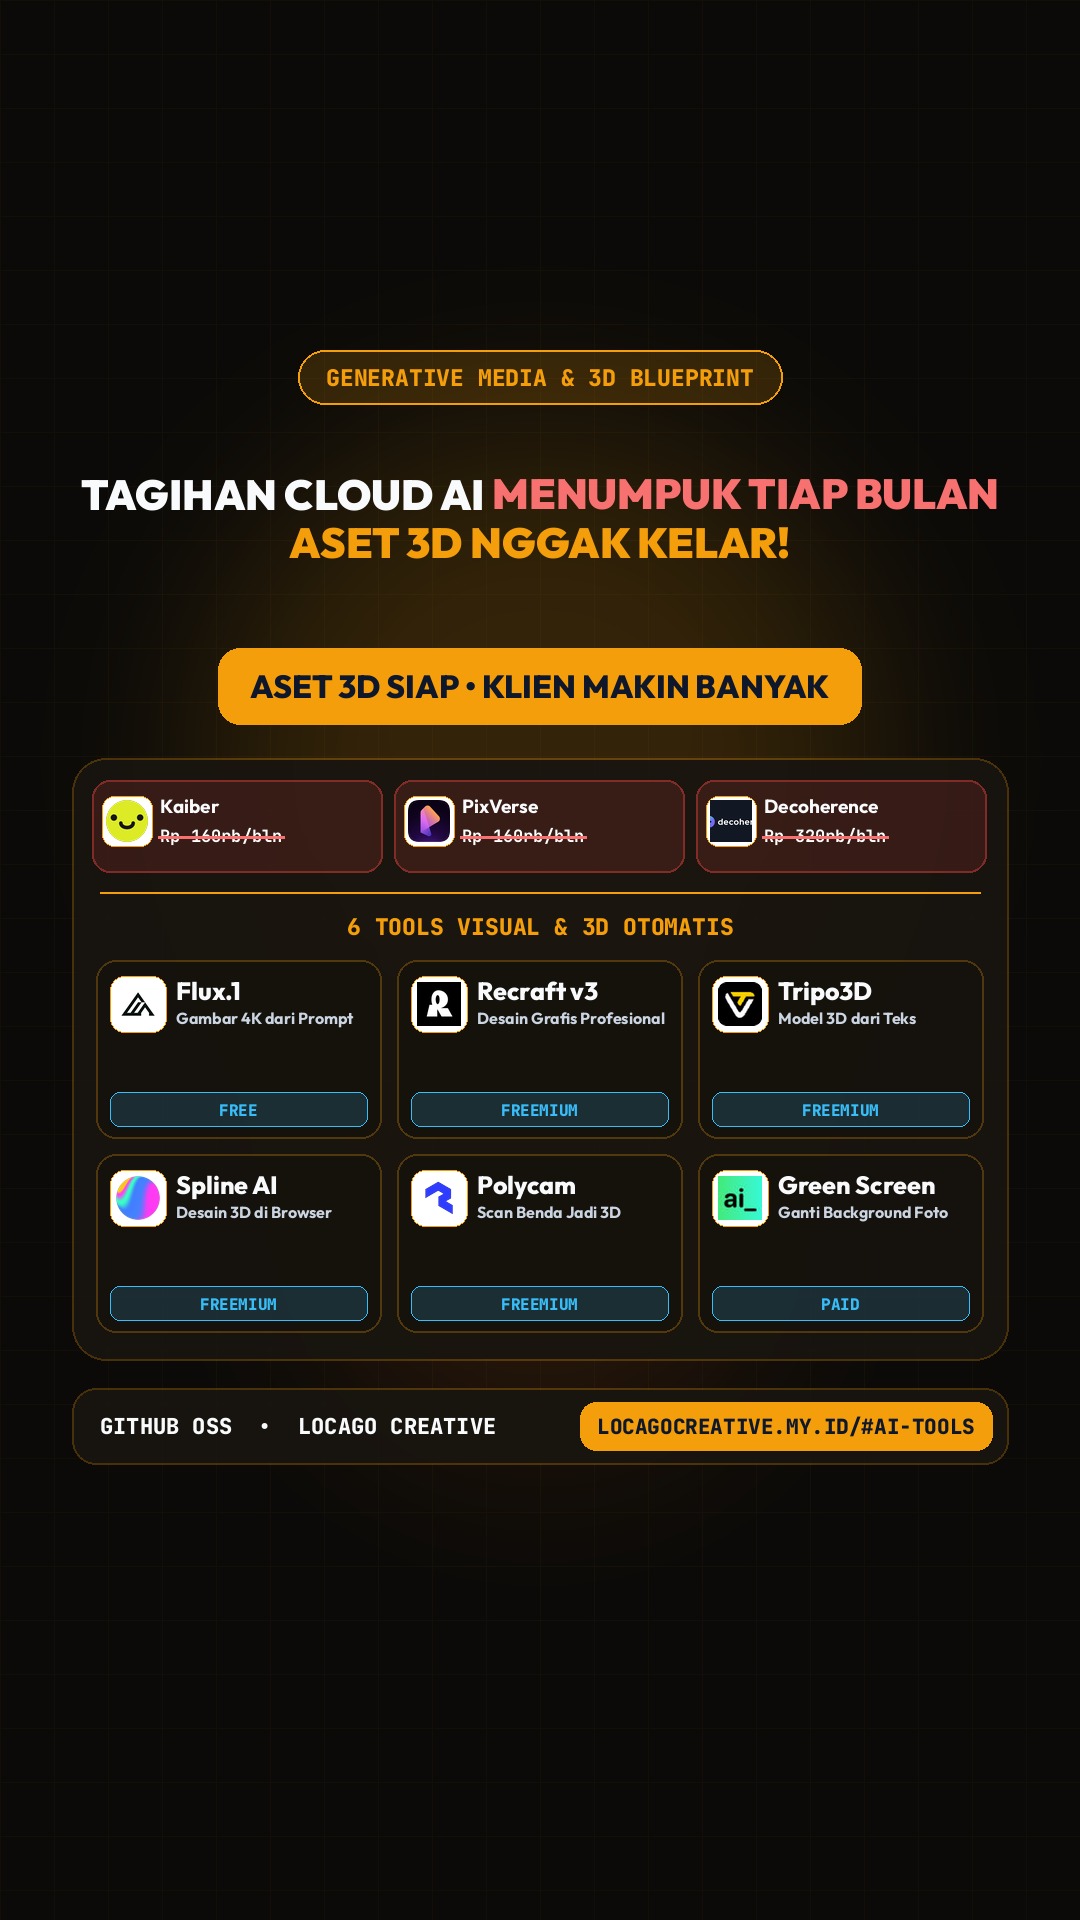 GENERATIVE MEDIA & 3D BLUEPRINT
TAGIHAN CLOUD AI MENUMPUK TIAP BULAN
ASET 3D NGGAK KELAR!
ASET 3D SIAP • KLIEN MAKIN BANYAK
Kaiber
Rp 160rb/bln
PixVerse
Rp 160rb/bln
decoher
Decoherence
Rp 320rb/bln
6 TOOLS VISUAL & 3D OTOMATIS
Flux.1
Gambar 4K dari Prompt
FREE
Recraft v3
Desain Grafis Profesional
FREEMIUM
Tripo3D
Model 3D dari Teks
FREEMIUM
Spline AI
Desain 3D di Browser
FREEMIUM
Polycam
Scan Benda Jadi 3D
FREEMIUM
ai_
Green Screen
Ganti Background Foto
PAID
GITHUB OSS • LOCAGO CREATIVE
LOCAGOCREATIVE.MY.ID/#AI-TOOLS